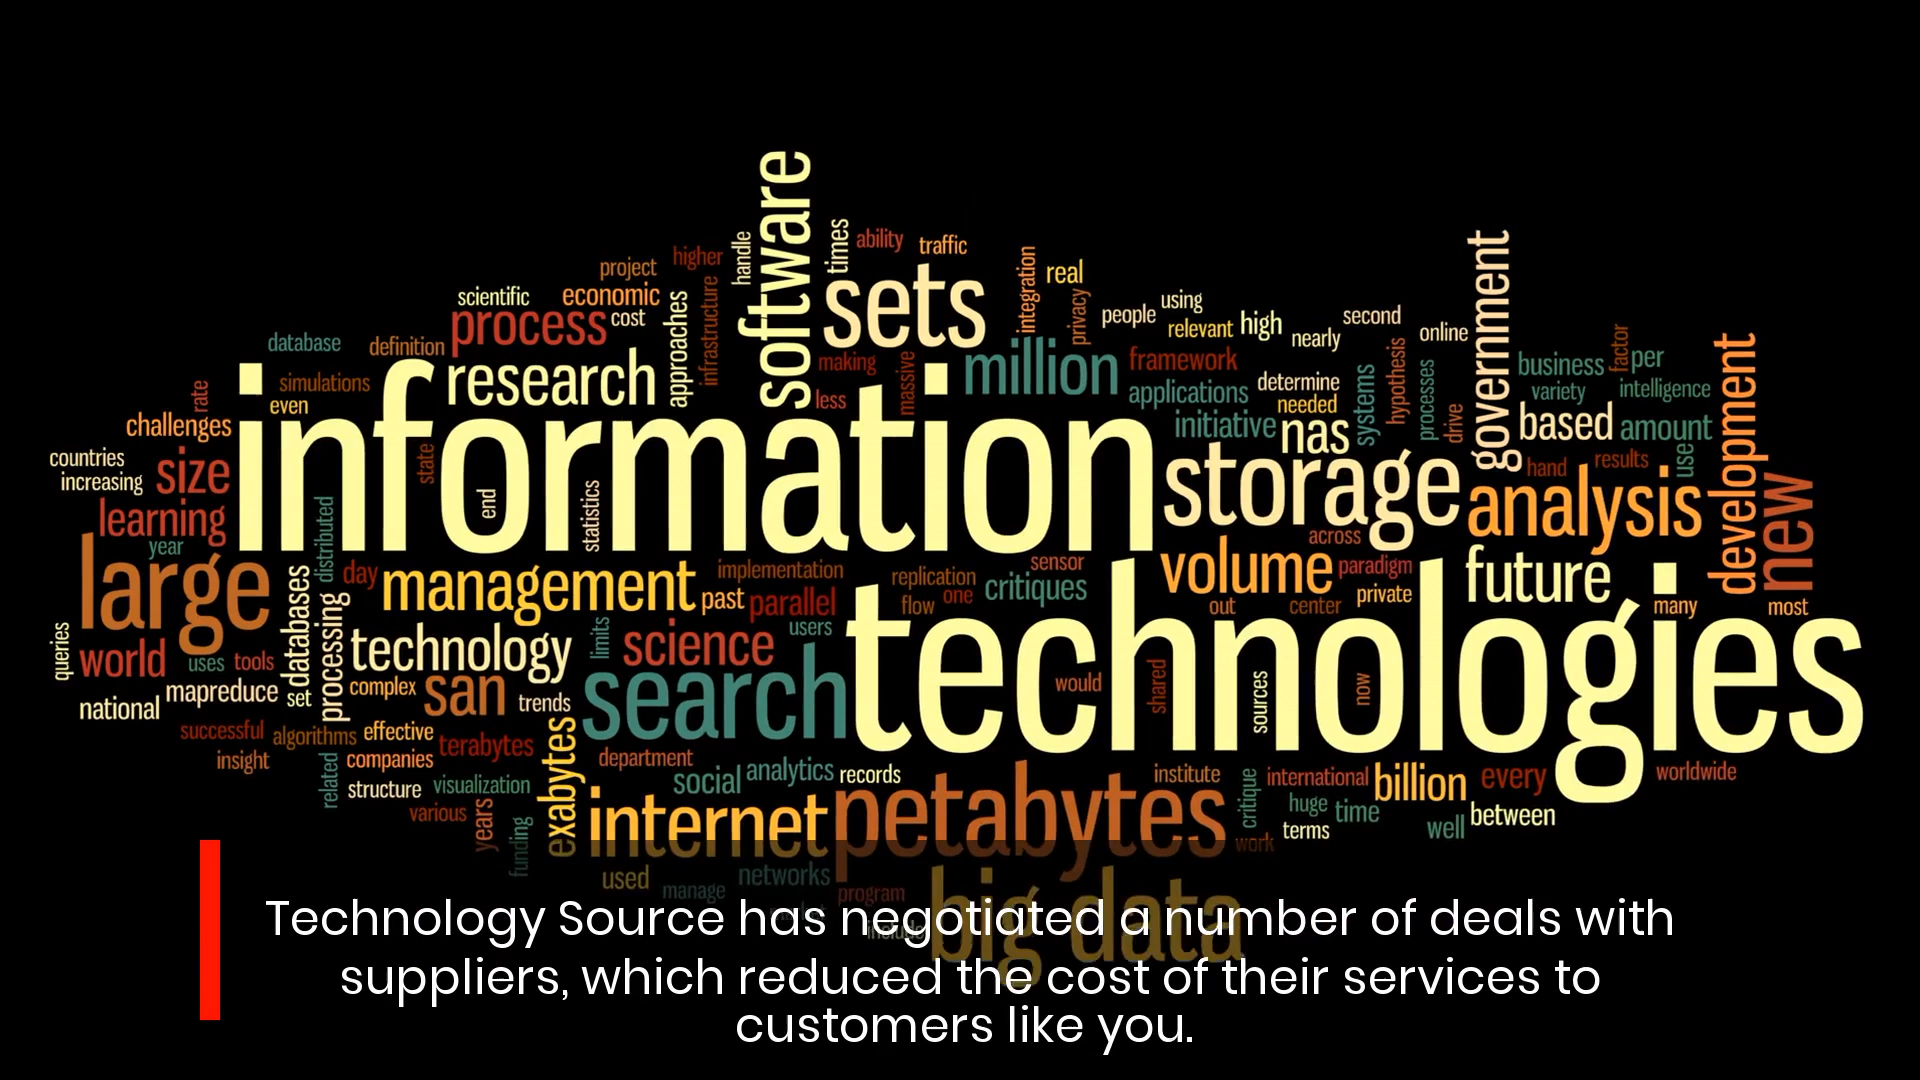 software
government
times
ability
traffic
handle
higher
project
integration
real
infrastructure
scientific
economic
sets
privacy
people
using
approaches
process
cost
relevant
high
nearly
second
online
factor
database
definition
making
million
framework
hypothesis
business
per
development
simulations
research
massive
applications
determine
systems
processes
variety
intelligence
rate
even
less
needed
drive
challenges
information
initiative
nas
based
amount
countries
state
storage
hand
results
use
increasing
size
end
statistics
analysis
new
learning
distributed
year
across
large
databases
day
management
implementation
replication
sensor
volume
paradigm
future
past
parallel
flow
one
critiques
out
center
private
many
most
queries
world
uses
tools
processing
technology
limits
science
users
technologies
national
mapreduce
set
complex
san
trends
search
would
shared
sources
now
successful
algorithms
effective
insight
companies
terabytes
exabytes
department
related
structure
visualization
social
analytics
records
institute
critique
international
billion
every
worldwide
various
years
funding
internet
petabytes
huge
time
terms
well
between
work
used
manage
networks
program
big data
include
Technology Source has negotiated a number of deals with
suppliers, which reduced the cost of their services to
customers like you.